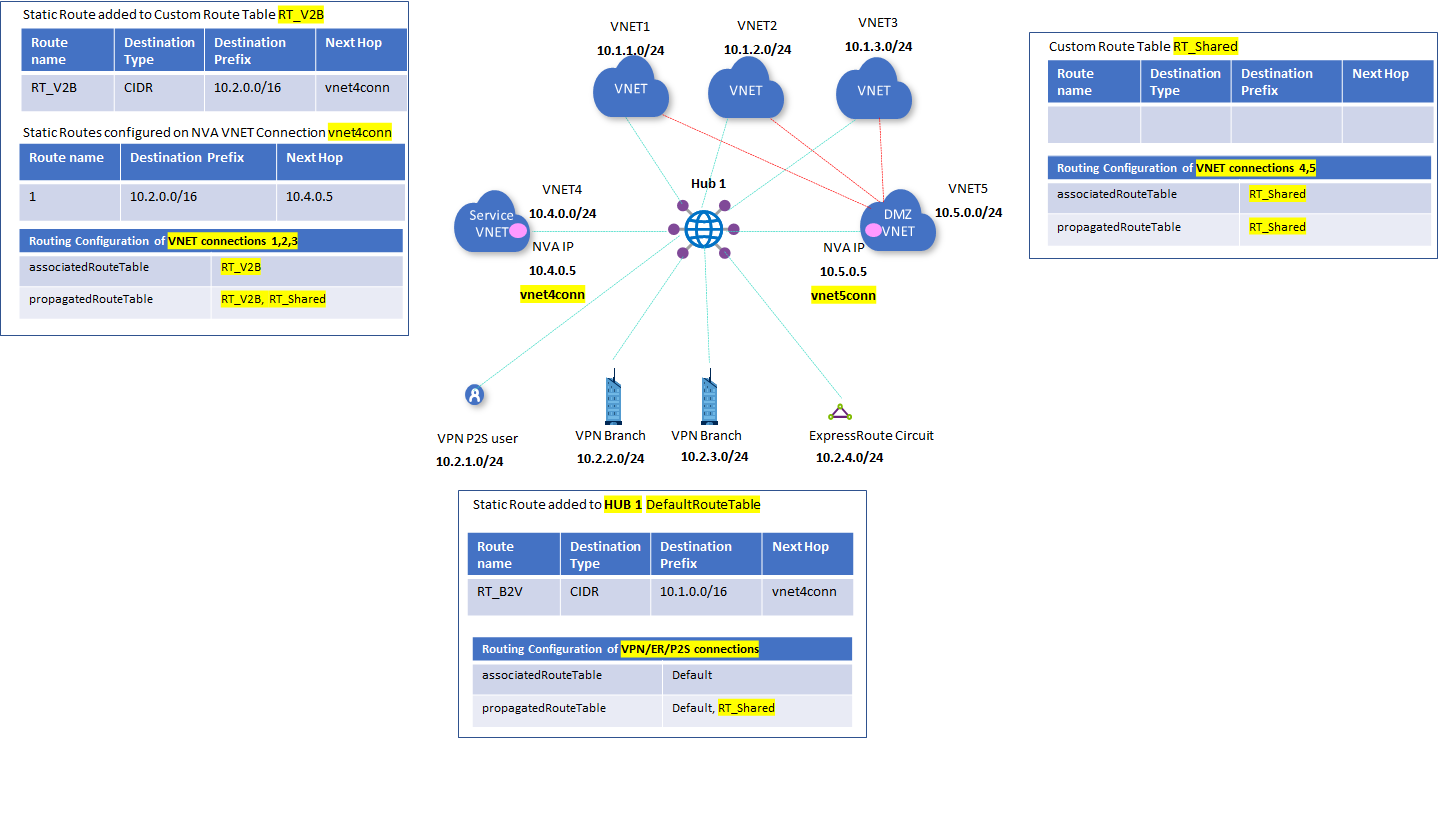 Static Route added to Custom Route Table RT_V2B
Route name Destination Type Destination Prefix Next Hop
RT_V2B CIDR 10.2.0.0/16 vnet4conn
Static Routes configured on NVA VNET Connection vnet4conn
Route name Destination Prefix Next Hop
1 10.2.0.0/16 10.4.0.5
Routing Configuration of VNET connections 1,2,3
associatedRouteTable RT_V2B
propagatedRouteTable RT_V2B, RT_Shared
VNET1
10.1.1.0/24
VNET
VNET2
10.1.2.0/24
VNET
VNET3
10.1.3.0/24
VNET
Hub 1
Service
VNET
VNET4
10.4.0.0/24
NVA IP
10.4.0.5
vnet4conn
DMZ
VNET
VNET5
10.5.0.0/24
NVA IP
10.5.0.5
vnet5conn
VPN P2S user
10.2.1.0/24
VPN Branch
10.2.2.0/24
VPN Branch
10.2.3.0/24
ExpressRoute Circuit
10.2.4.0/24
Custom Route Table RT_Shared
Route name Destination Type Destination Prefix Next Hop
Routing Configuration of VNET connections 4,5
associatedRouteTable RT_Shared
propagatedRouteTable RT_Shared
Static Route added to HUB 1 DefaultRouteTable
Route name Destination Type Destination Prefix Next Hop
RT_B2V CIDR 10.1.0.0/16 vnet4conn
Routing Configuration of VPN/ER/P2S connections
associatedRouteTable Default
propagatedRouteTable Default, RT_Shared